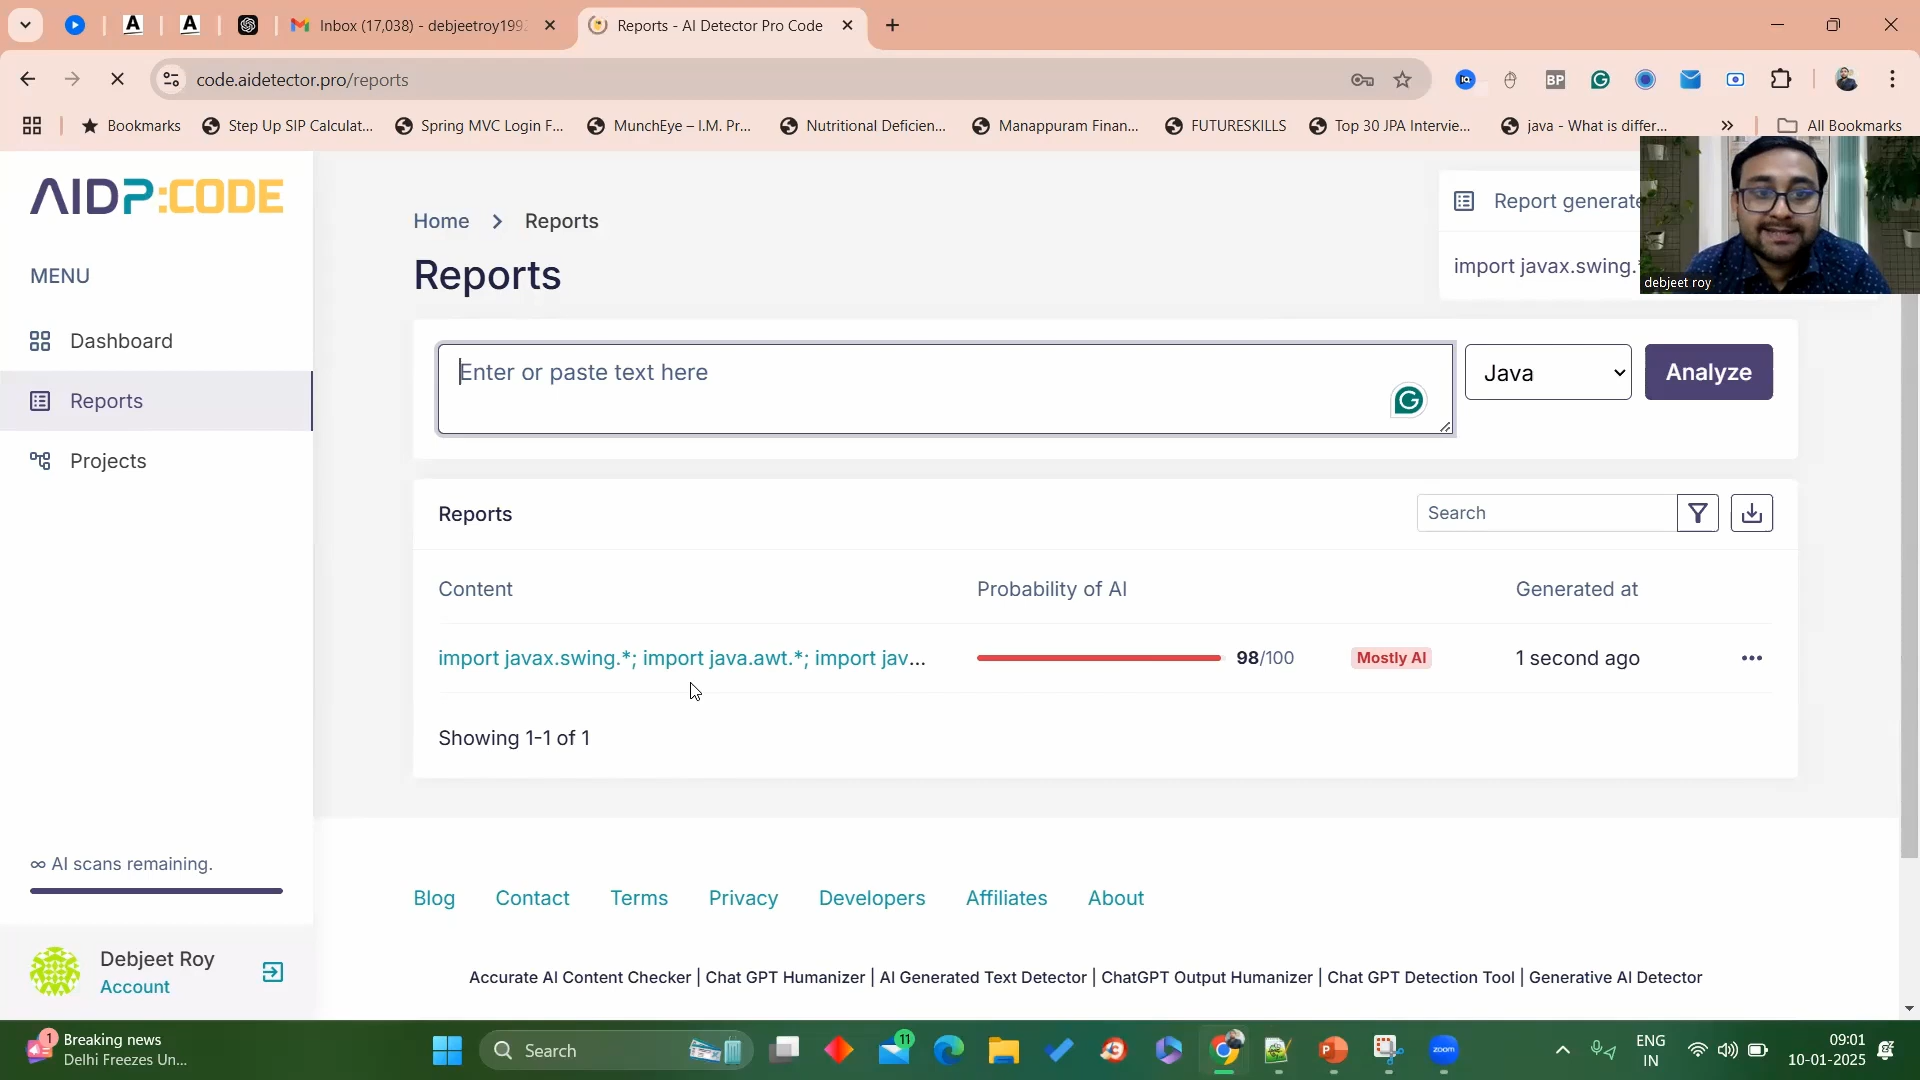 Inbox (17,038) - debjeetroy199
Reports - AI Detector Pro Code
code.aidetector.pro/reports
BP
Bookmarks
Step Up SIP Calculat...
Spring MVC Login F...
MunchEye – I.M. Pr...
Nutritional Deficien...
Manappuram Finan...
FUTURESKILLS
Top 30 JPA Intervie...
java - What is differ...
All Bookmarks
AIDP:CODE
MENU
Dashboard
Reports
Projects
∞ AI scans remaining.
Debjeet Roy
Account
Home > Reports
Reports
Report generate
import javax.swing.*
debjeet roy
Enter or paste text here
Java
Analyze
Reports
Search
Content
Probability of AI
Generated at
import javax.swing.*; import java.awt.*; import jav...
98/100
Mostly AI
1 second ago
Showing 1-1 of 1
Blog
Contact
Terms
Privacy
Developers
Affiliates
About
Accurate AI Content Checker | Chat GPT Humanizer | AI Generated Text Detector | ChatGPT Output Humanizer | Chat GPT Detection Tool | Generative AI Detector
1
Breaking news
Delhi Freezes Un...
Search
11
zoom
ENG
IN
09:01
10-01-2025